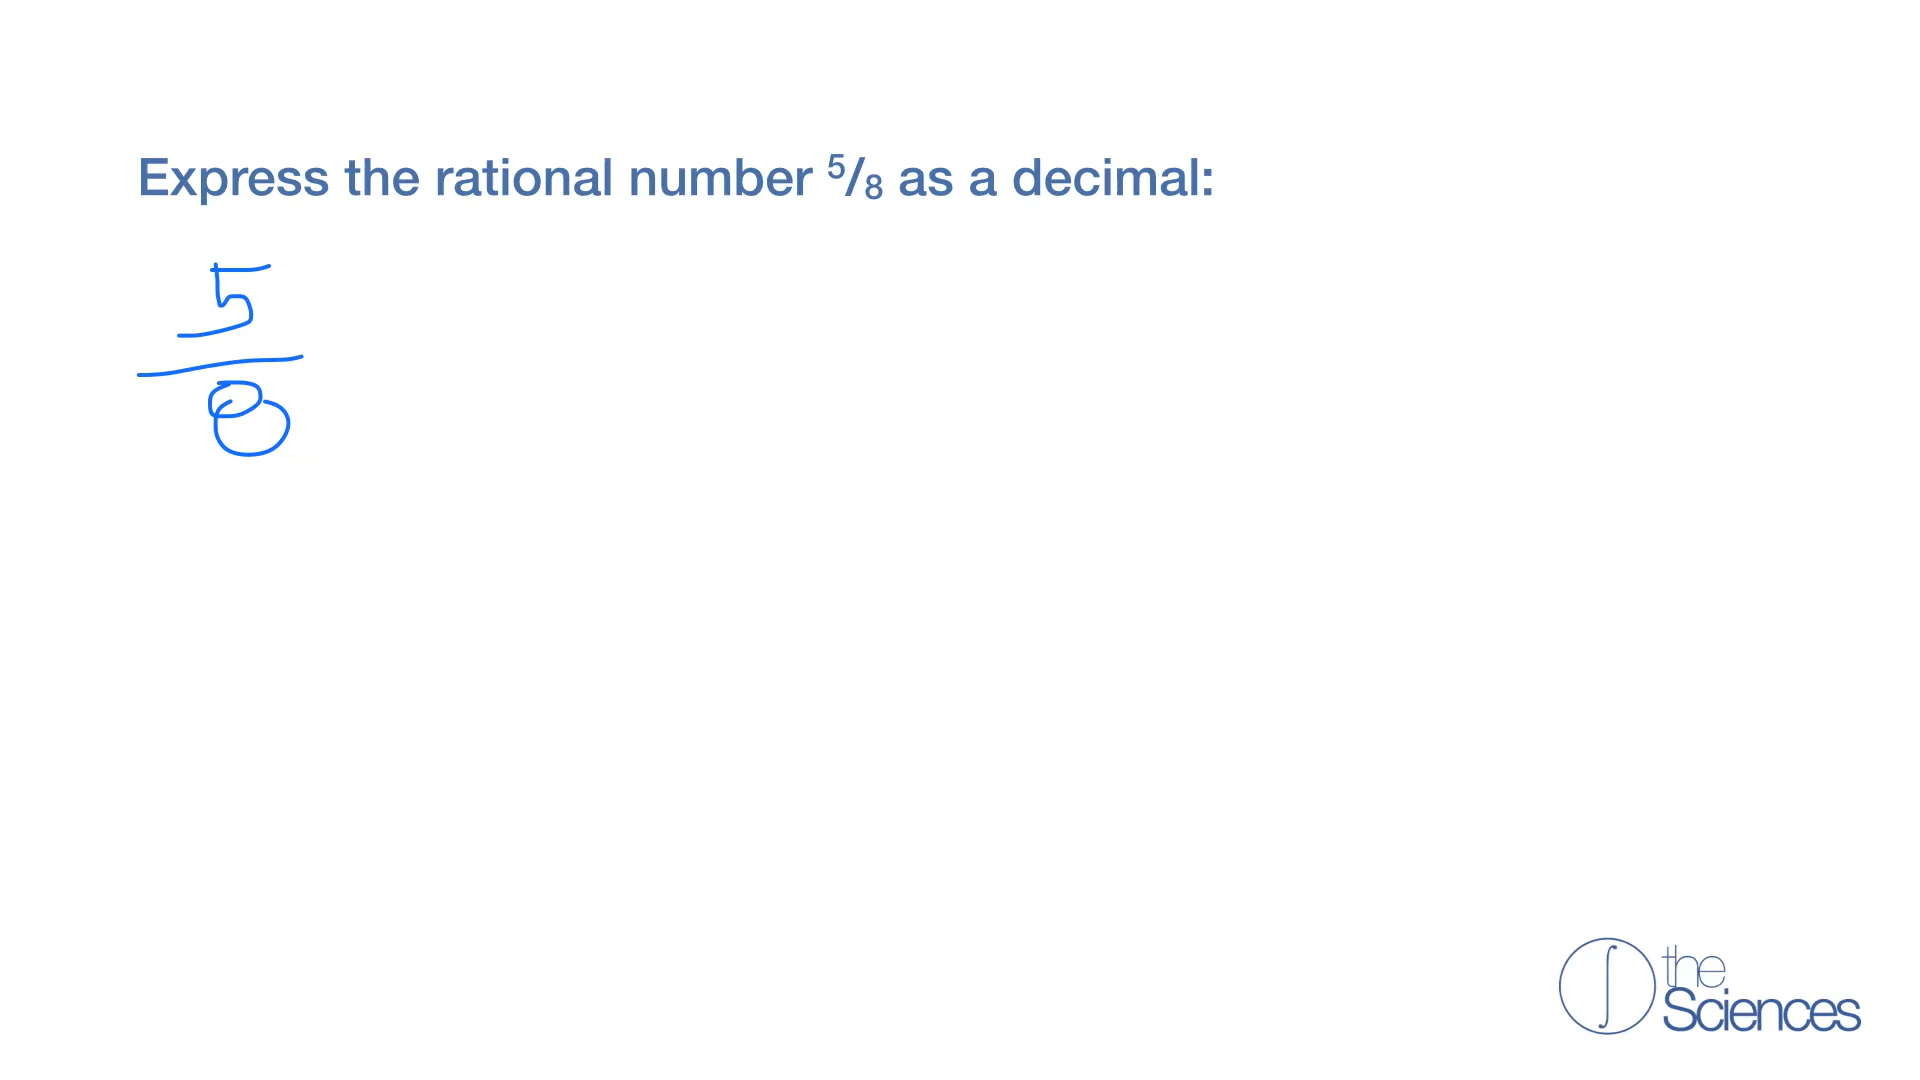 Express the rational number 5/8 as a decimal:
5
8
the
Sciences